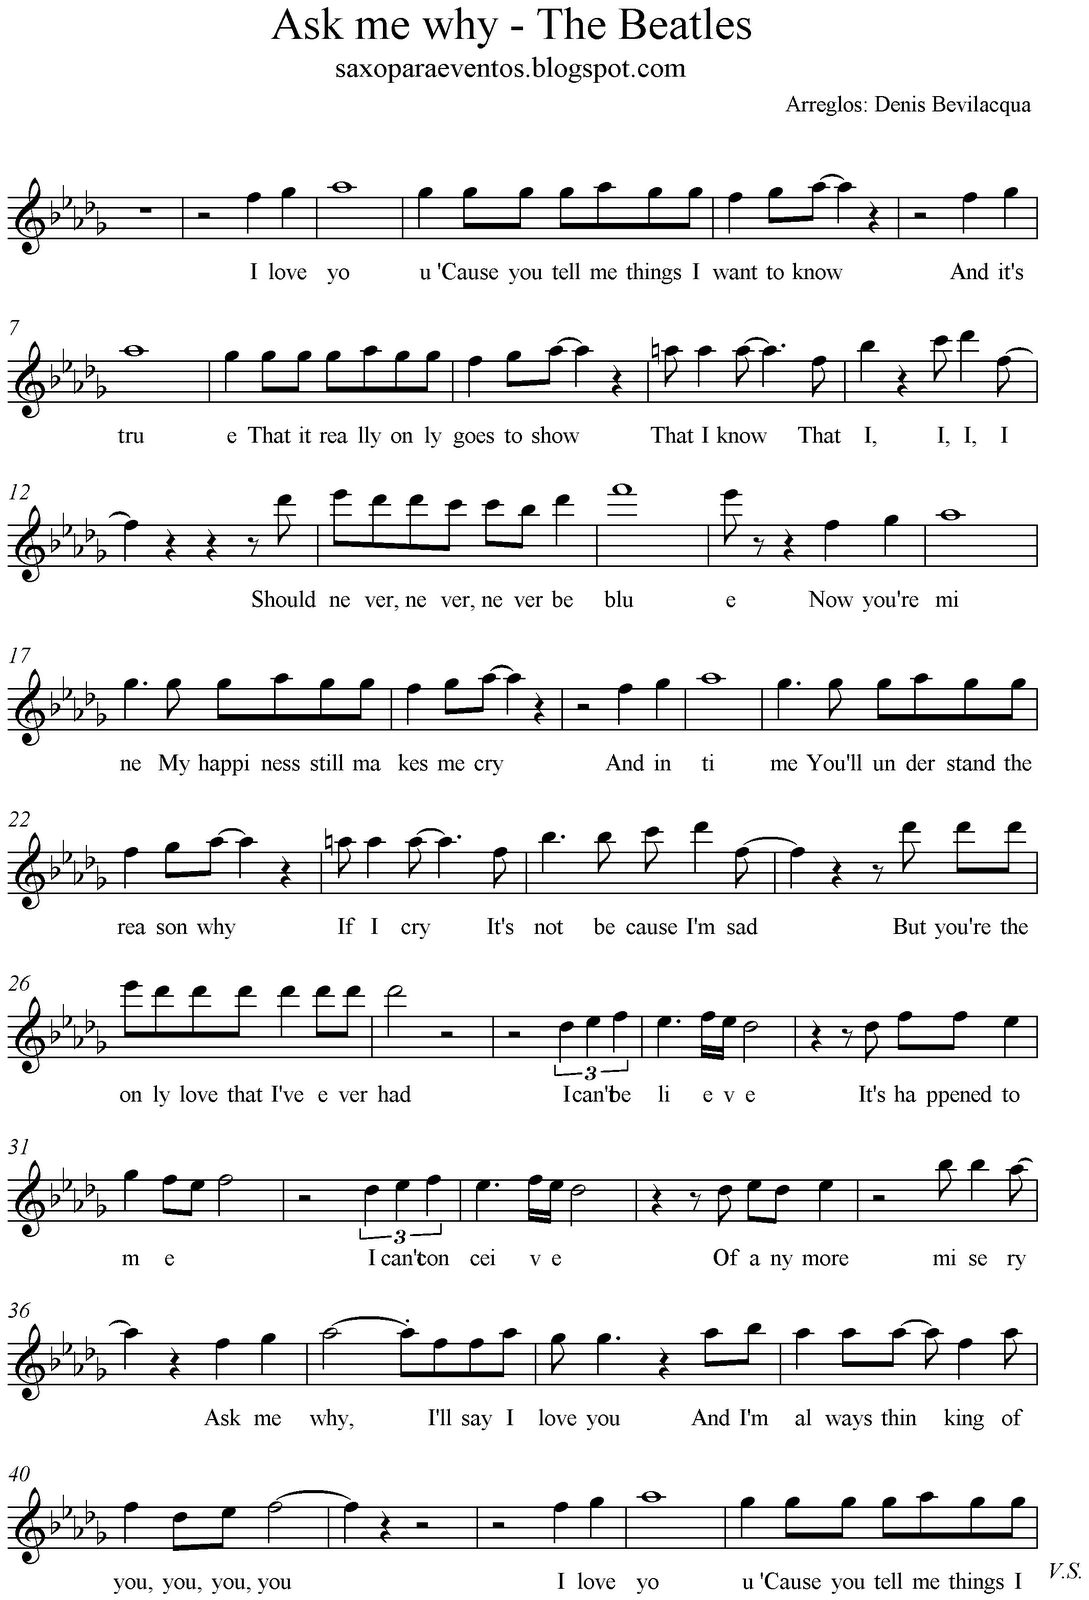 Ask me why - The Beatles
saxoparaeventos.blogspot.com
Arreglos: Denis Bevilacqua
I love yo u 'Cause you tell me things I want to know And it's
7
tru e That it rea lly on ly goes to show That I know That I, I, I, I
12
Should ne ver, ne ver, ne ver be blu e Now you're mi
17
ne My happi ness still ma kes me cry And in ti me You'll un der stand the
22
rea son why If I cry It's not be cause I'm sad But you're the
26
3
on ly love that I've e ver had I can't be li e v e It's ha ppened to
31
3
m e I can't con cei v e Of a ny more mi se ry
36
Ask me why, I'll say I love you And I'm al ways thin king of
40
you, you, you, you I love yo u 'Cause you tell me things I
V.S.